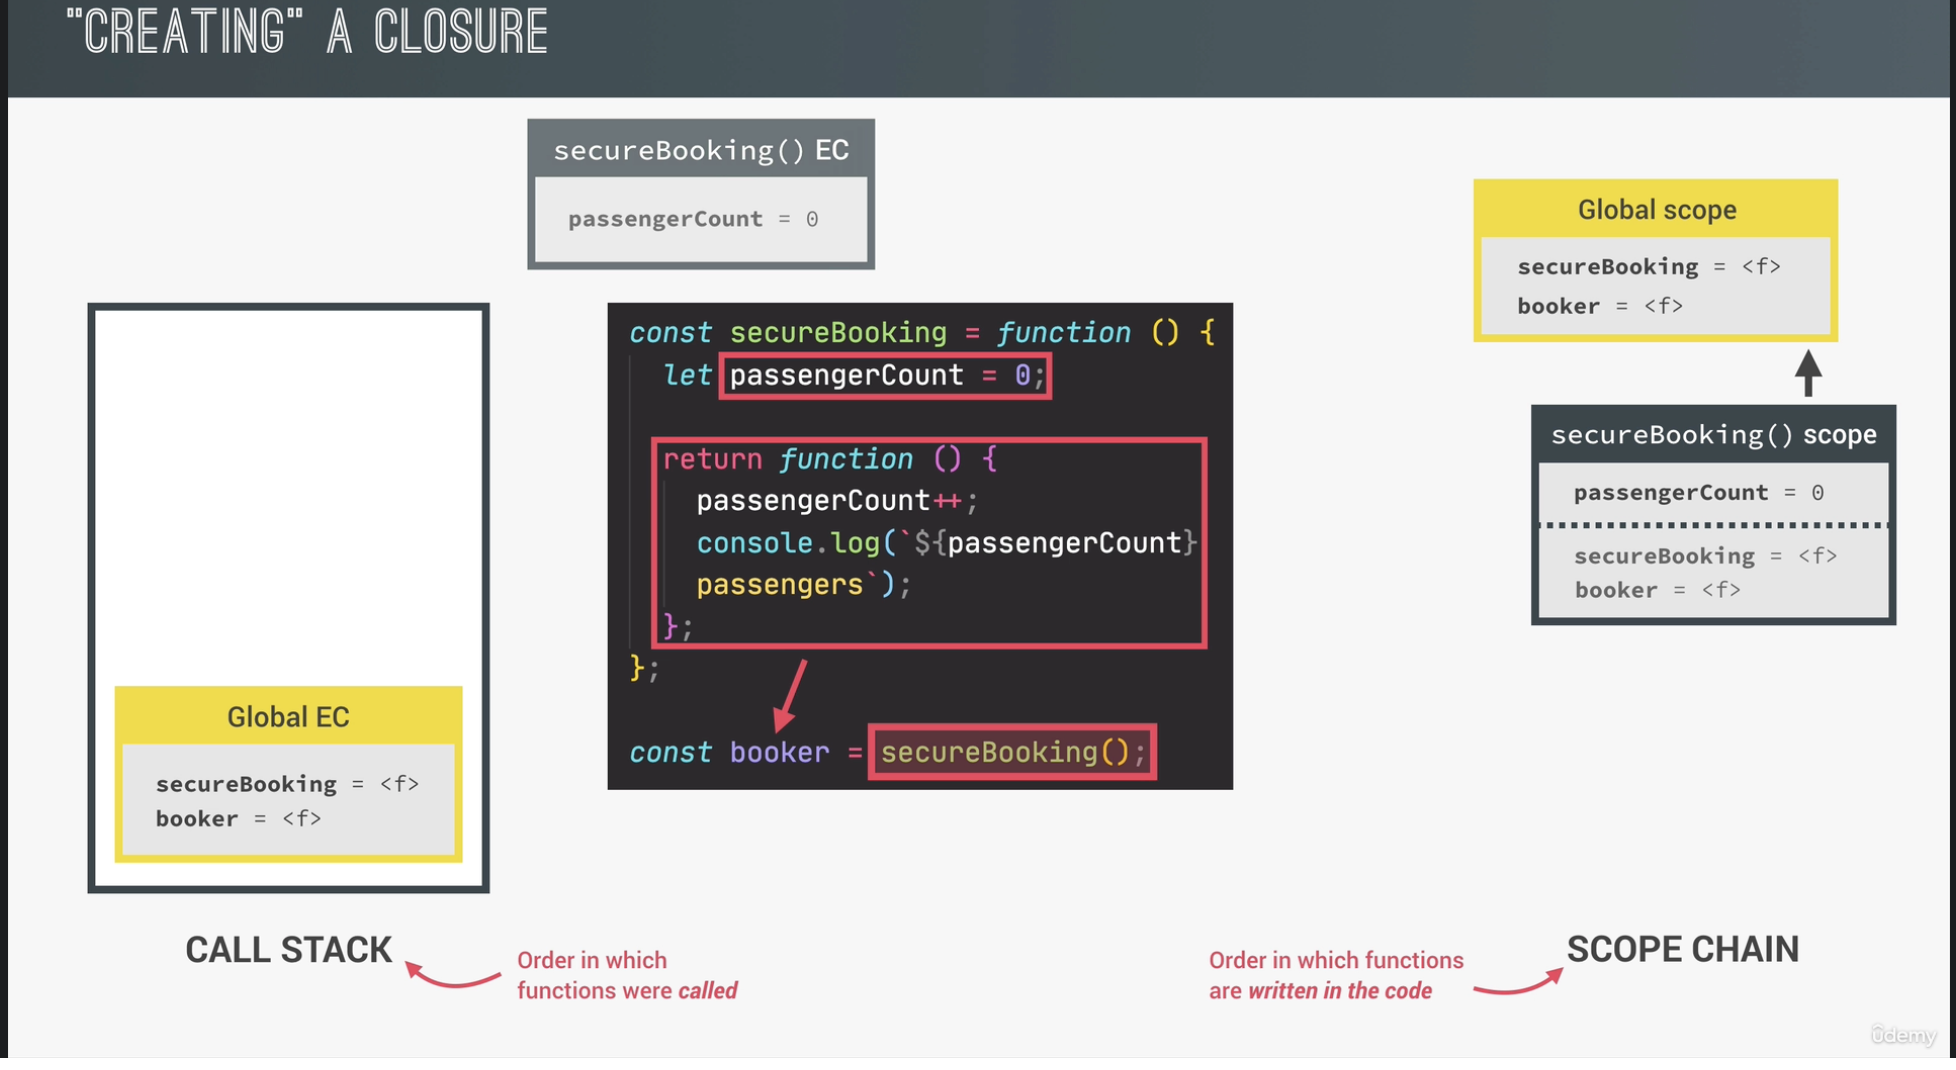 "CREATING" A CLOSURE
secureBooking() EC
passengerCount = 0
Global EC
secureBooking = <f>
booker = <f>
CALL STACK
Order in which
functions were called
const secureBooking = function () {
let passengerCount = 0;
return function () {
passengerCount++;
console.log(`${passengerCount}
passengers`);
};
};
const booker = secureBooking();
Global scope
secureBooking = <f>
booker = <f>
secureBooking() scope
passengerCount = 0
secureBooking = <f>
booker = <f>
Order in which functions
are written in the code
SCOPE CHAIN
ûdemy